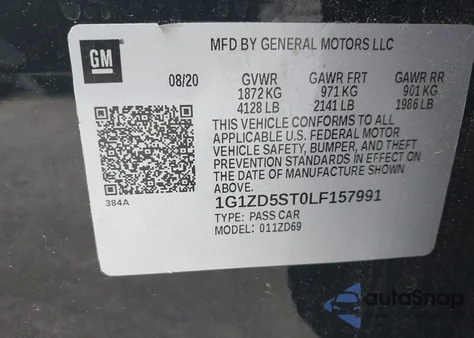 GM
MFD BY GENERAL MOTORS LLC
08/20 GVWR GAWR FRT GAWR RR
1872 KG 971 KG 901 KG
4128 LB 2141 LB 1986 LB
THIS VEHICLE CONFORMS TO ALL
APPLICABLE U.S. FEDERAL MOTOR
VEHICLE SAFETY, BUMPER, AND THEFT
PREVENTION STANDARDS IN EFFECT ON
THE DATE OF MANUFACTURE SHOWN ABOVE.
384A
1G1ZD5ST0LF157991
TYPE: PASS CAR
MODEL: 011ZD69
autoSnap